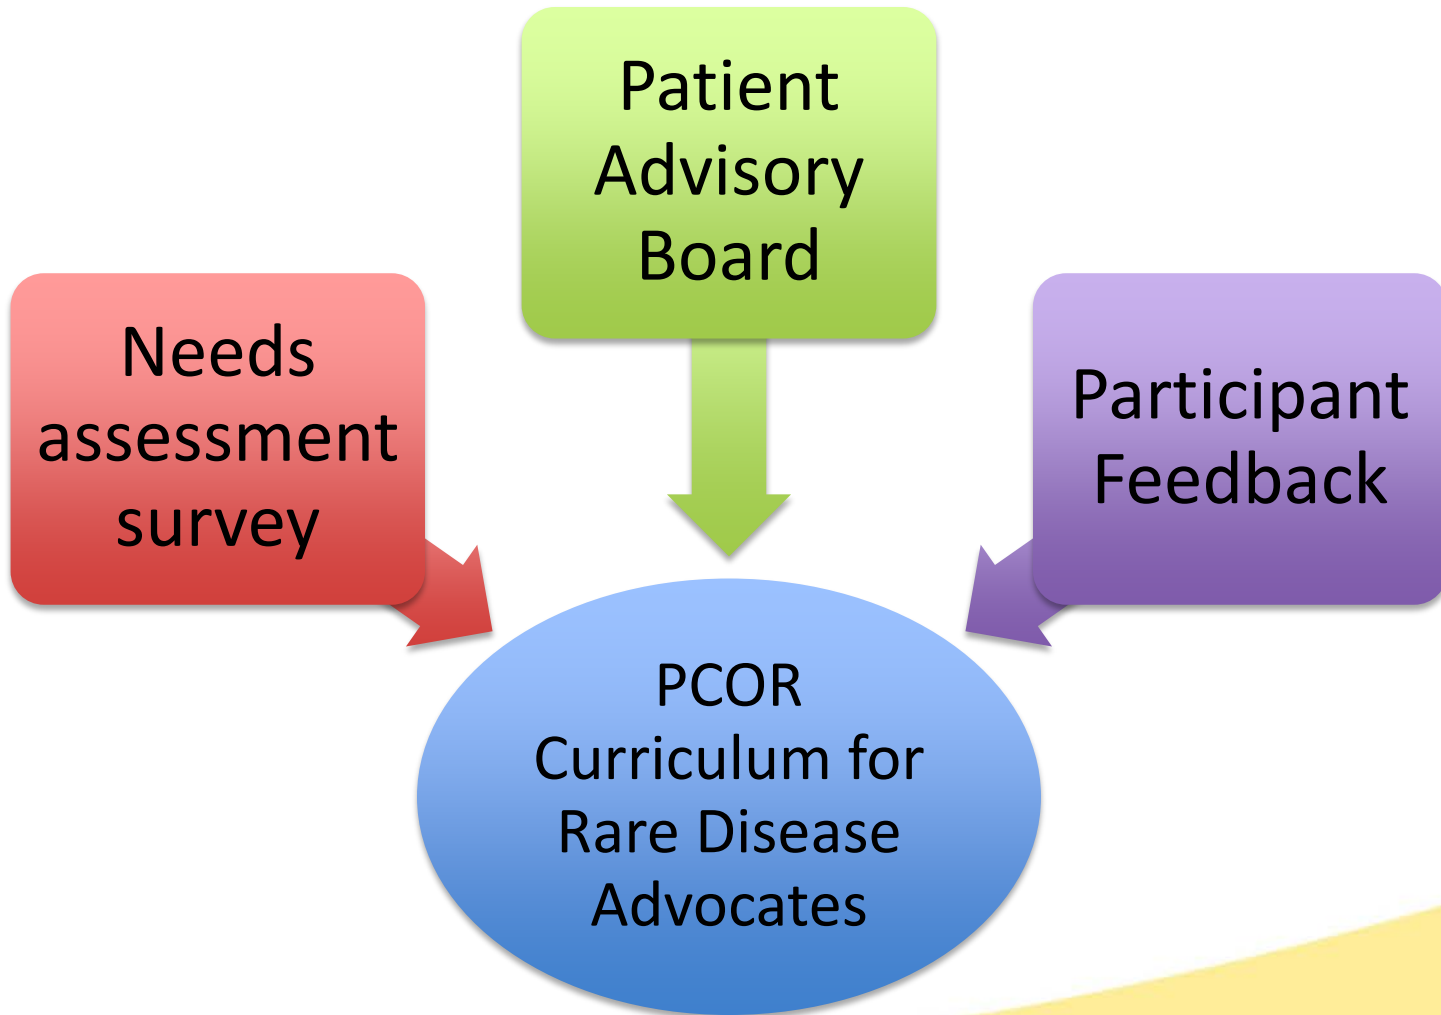 Patient
Advisory
Board
Needs
assessment
survey
Participant
Feedback
PCOR
Curriculum for
Rare Disease
Advocates